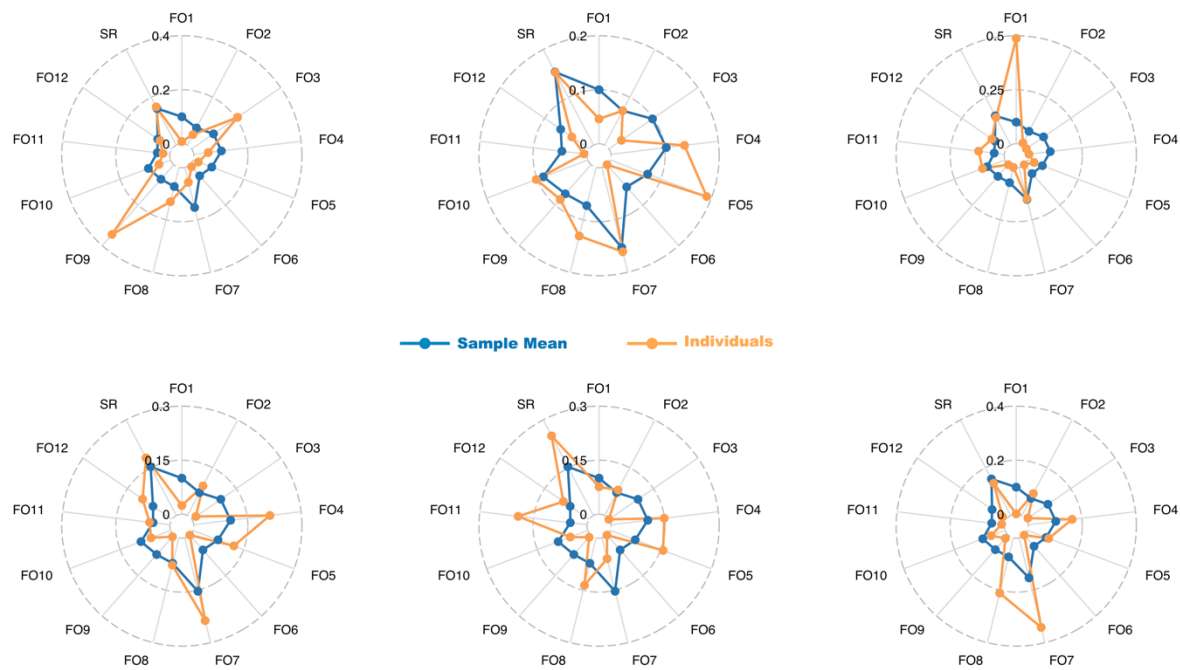 FO1
FO2
FO3
FO4
FO5
FO6
FO7
FO8
FO9
FO10
FO11
FO12
SR
0.4
0.2
0
FO1
FO2
FO3
FO4
FO5
FO6
FO7
FO8
FO9
FO10
FO11
FO12
SR
0.2
0.1
0
FO1
FO2
FO3
FO4
FO5
FO6
FO7
FO8
FO9
FO10
FO11
FO12
SR
0.5
0.25
0
Sample Mean
Individuals
FO1
FO2
FO3
FO4
FO5
FO6
FO7
FO8
FO9
FO10
FO11
FO12
SR
0.3
0.15
0
FO1
FO2
FO3
FO4
FO5
FO6
FO7
FO8
FO9
FO10
FO11
FO12
SR
0.3
0.15
0
FO1
FO2
FO3
FO4
FO5
FO6
FO7
FO8
FO9
FO10
FO11
FO12
SR
0.4
0.2
0